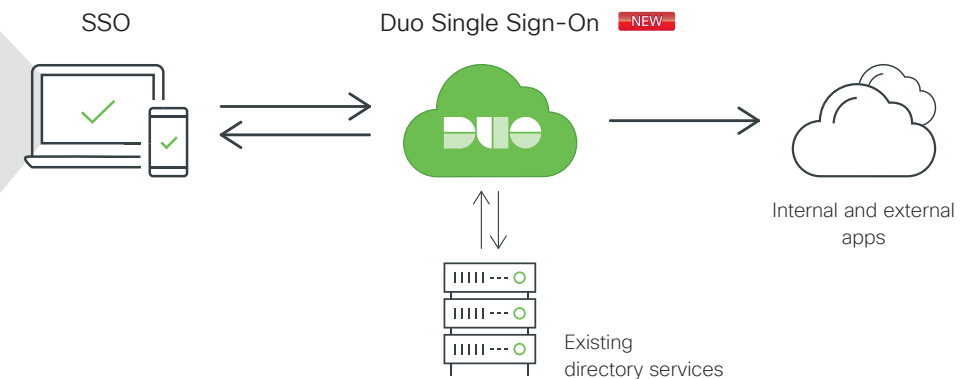 SSO
Duo Single Sign-On NEW
DUO
Internal and external
apps
Existing
directory services